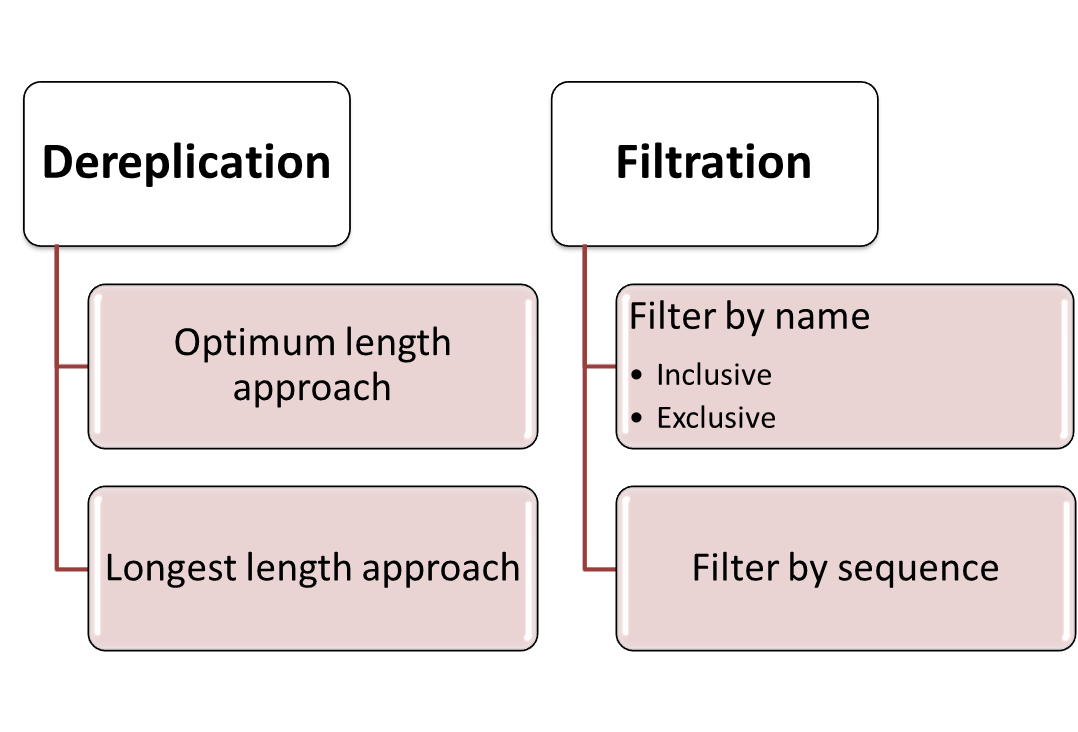 Dereplication
Optimum length
approach
Longest length approach
Filtration
Filter by name
• Inclusive
• Exclusive
Filter by sequence